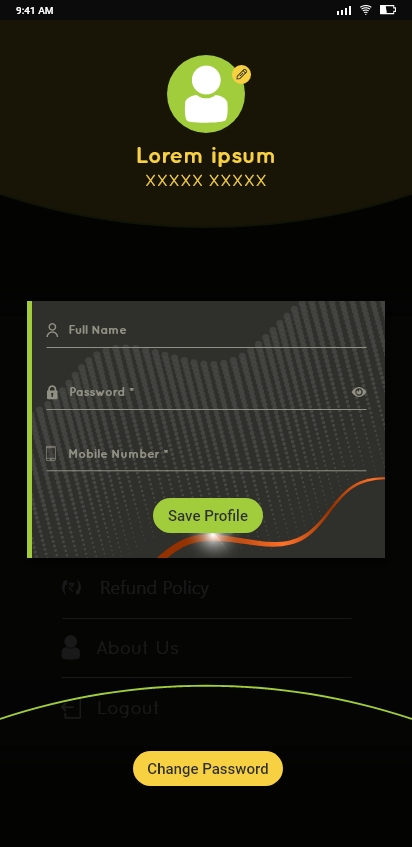 9:41 AM
Lorem ipsum
XXXXX XXXXX
Full Name
Password *
Mobile Number *
Save Profile
Refund Policy
About Us
Logout
Change Password